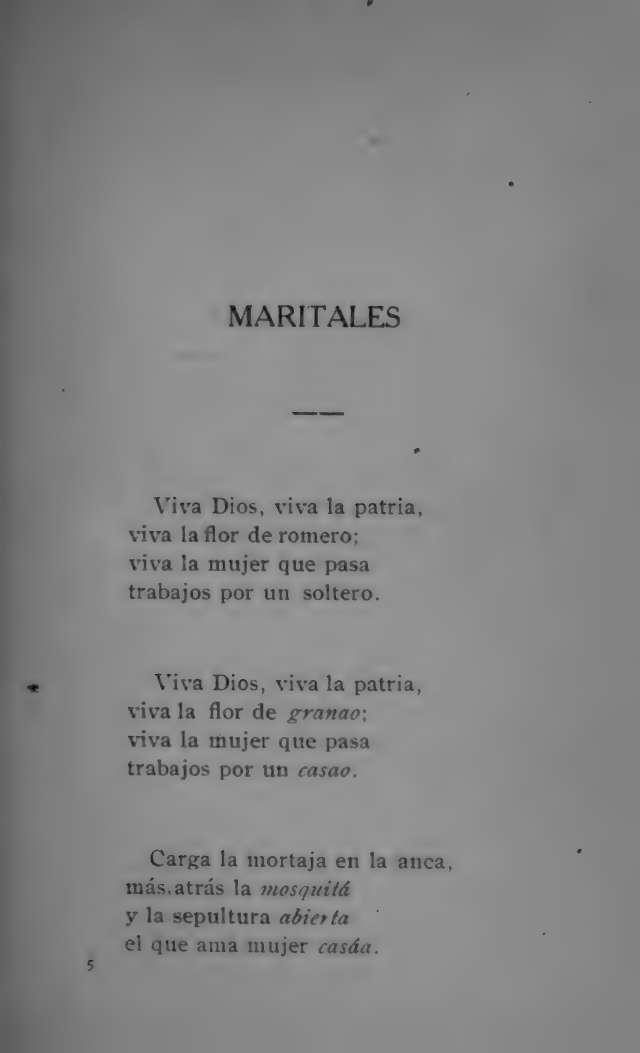 MARITALES
Viva Dios, viva la patria,
viva la flor de romero;
viva la mujer que pasa
trabajos por un soltero.
Viva Dios, viva la patria,
viva la flor de granao;
viva la mujer que pasa
trabajos por un casao.
Carga la mortaja en la anca,
más atrás la mosquitá
y la sepultura abierta
el que ama mujer casáa.
5